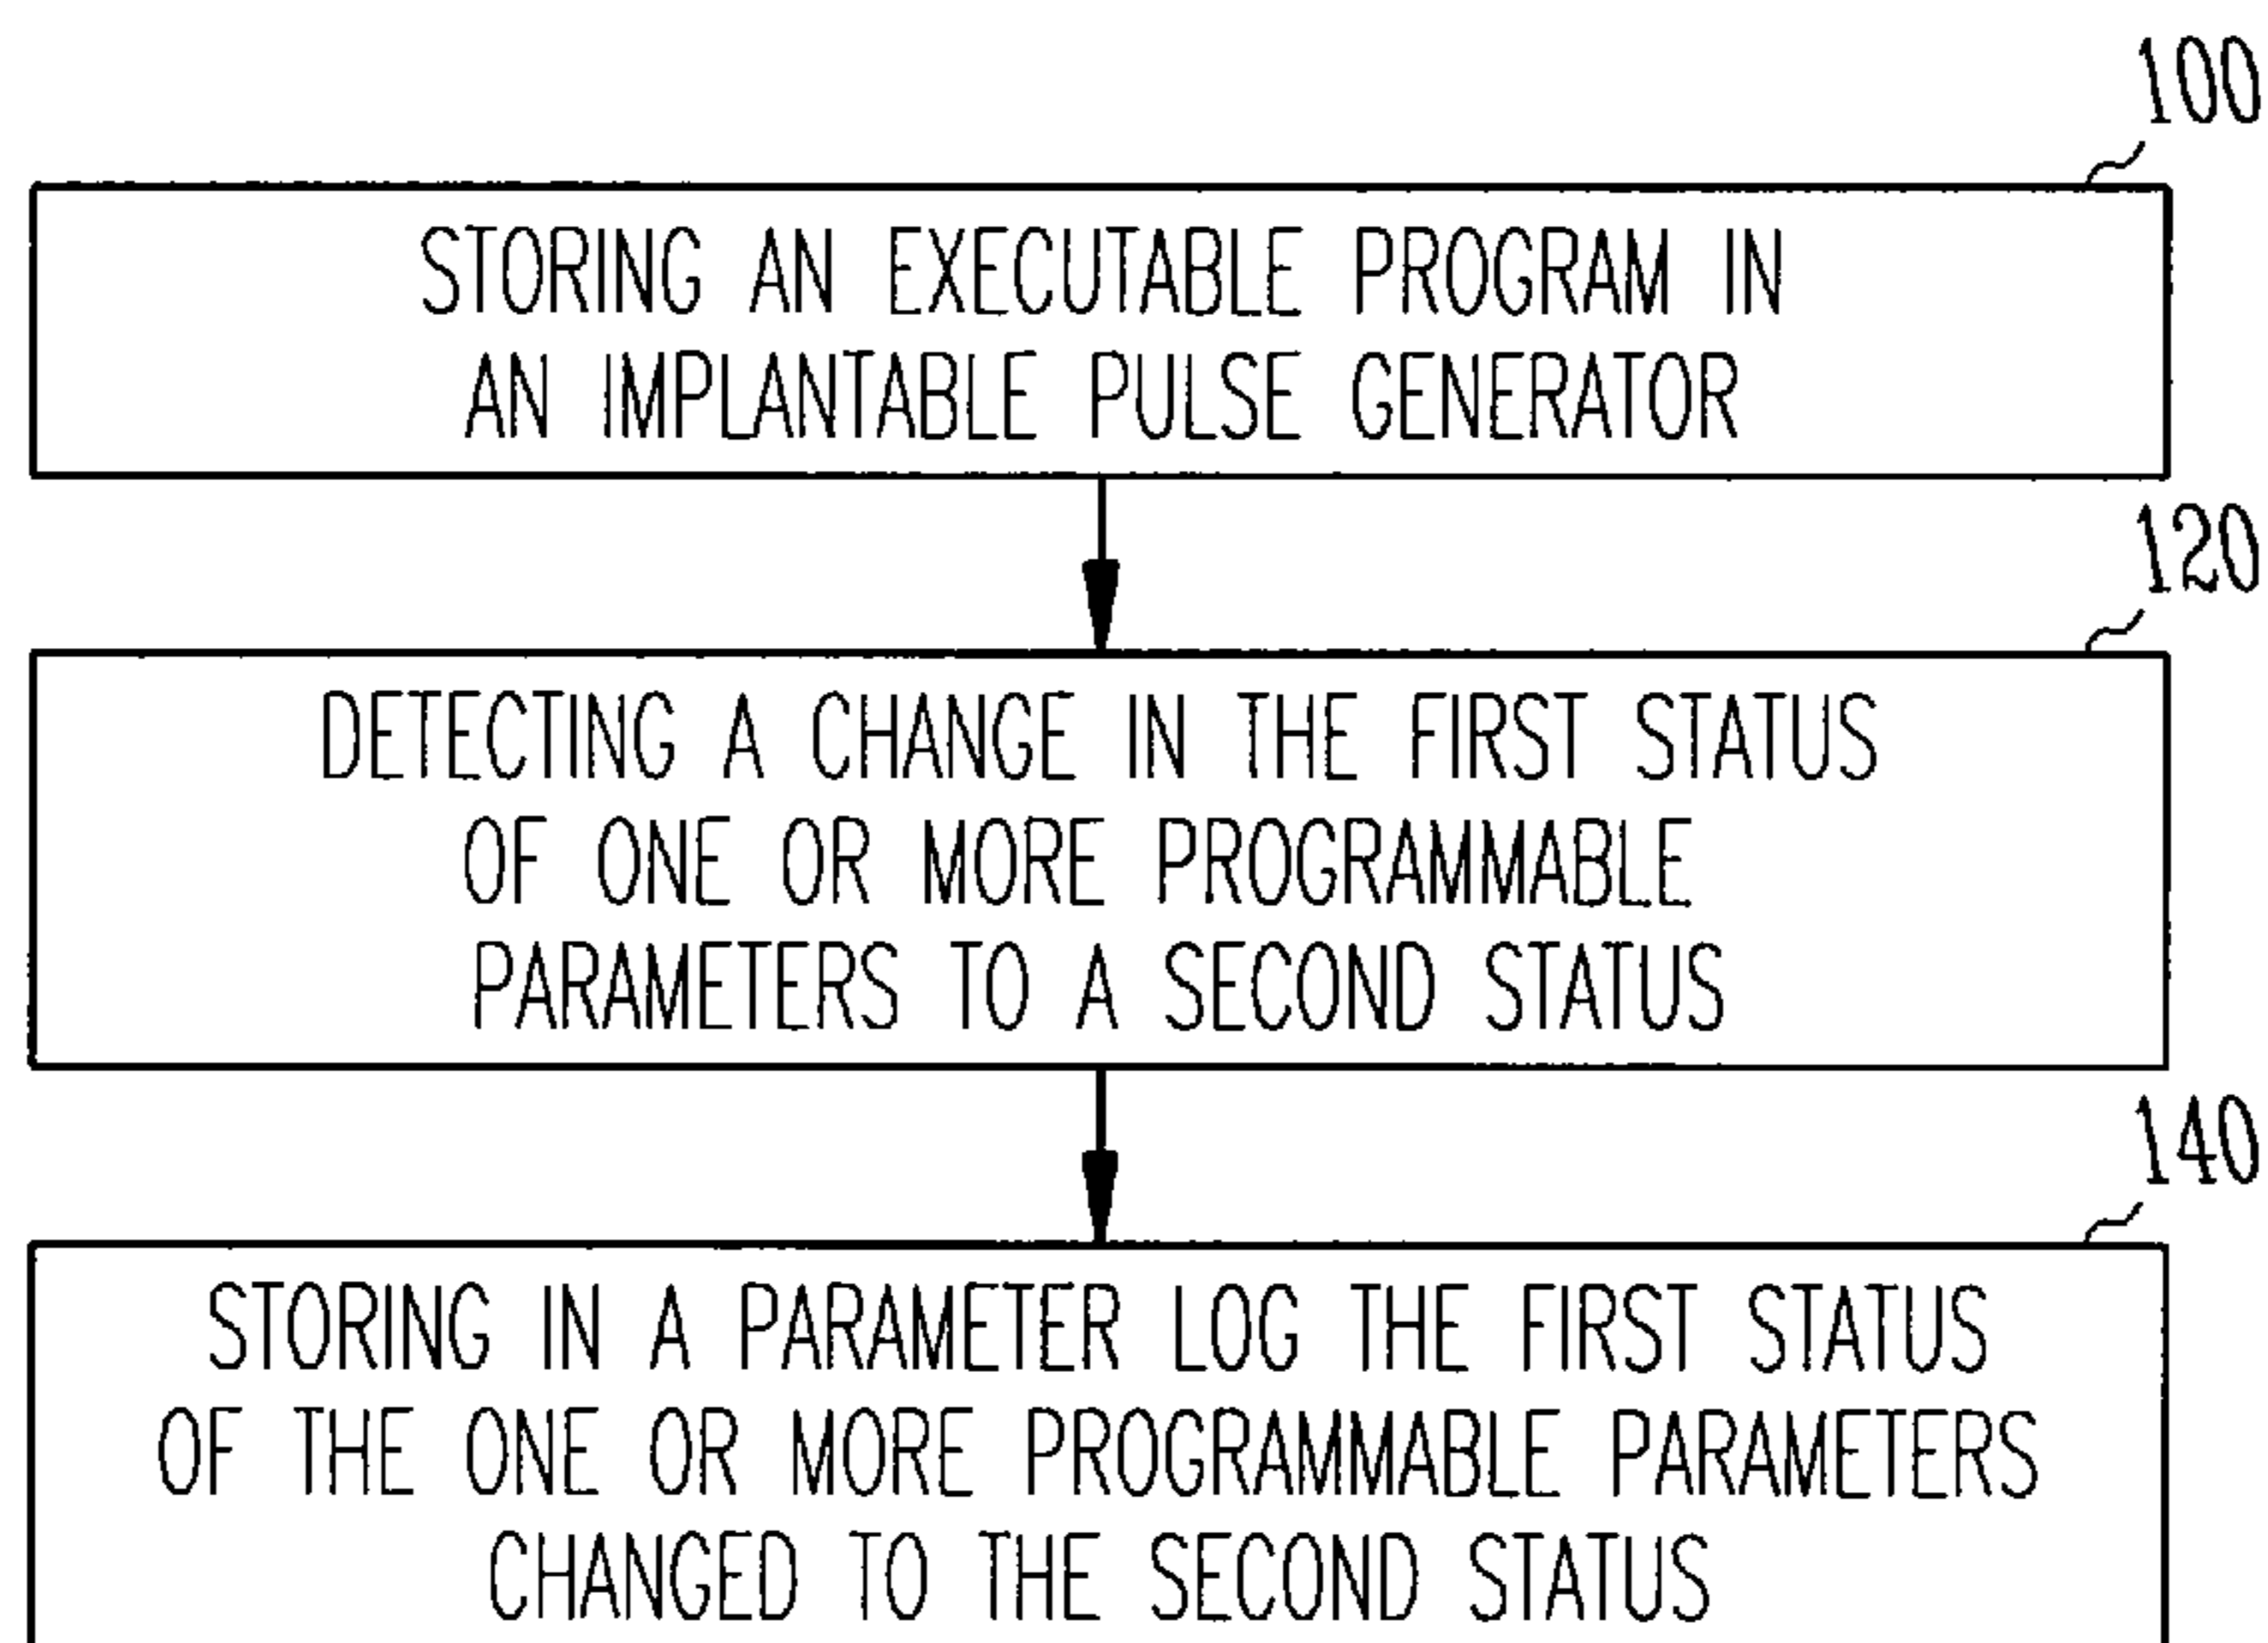 100
STORING AN EXECUTABLE PROGRAM IN
AN IMPLANTABLE PULSE GENERATOR
120
DETECTING A CHANGE IN THE FIRST STATUS
OF ONE OR MORE PROGRAMMABLE
PARAMETERS TO A SECOND STATUS
140
STORING IN A PARAMETER LOG THE FIRST STATUS
OF THE ONE OR MORE PROGRAMMABLE PARAMETERS
CHANGED TO THE SECOND STATUS